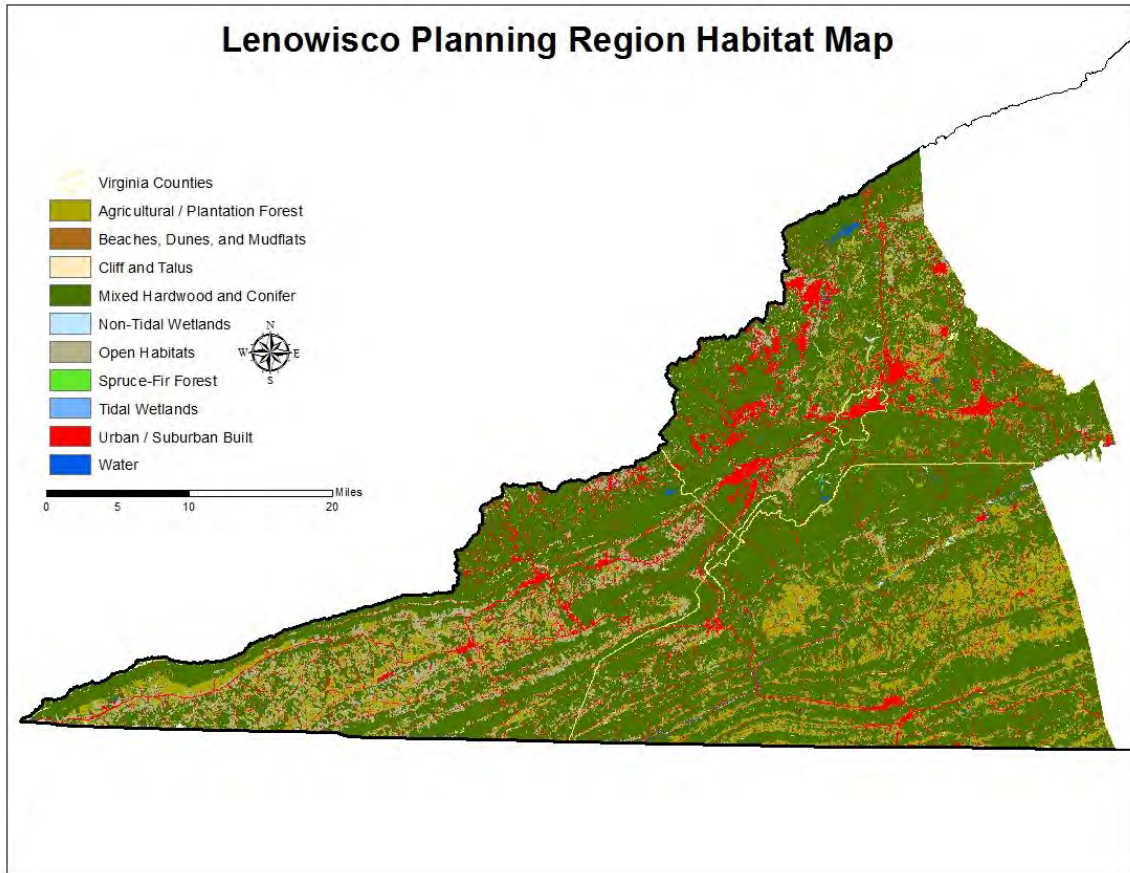 Lenowisco Planning Region Habitat Map
Virginia Counties
Agricultural / Plantation Forest
Beaches, Dunes, and Mudflats
Cliff and Talus
Mixed Hardwood and Conifer
Non-Tidal Wetlands
Open Habitats
Spruce-Fir Forest
Tidal Wetlands
Urban / Suburban Built
Water
N
W E
S
Miles
0 5 10 20